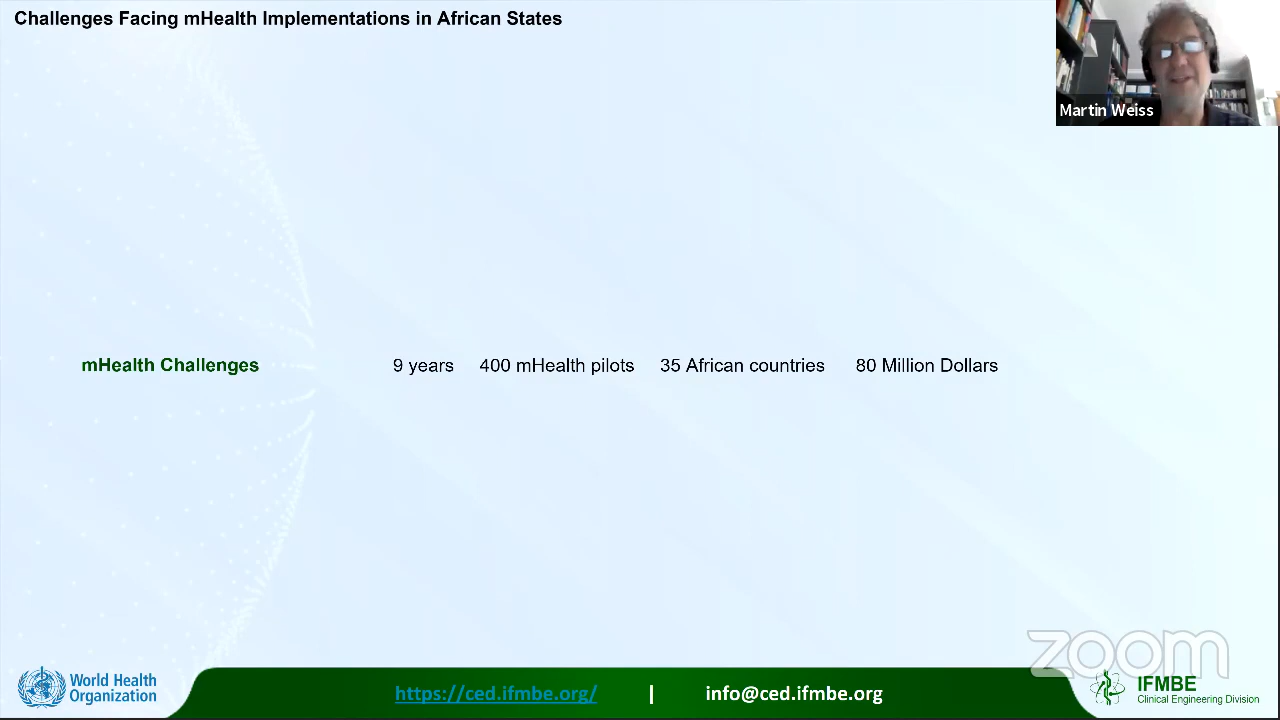 Challenges Facing mHealth Implementations in African States
Martin Weiss
mHealth Challenges
9 years 400 mHealth pilots 35 African countries 80 Million Dollars
zoom
World Health
Organization
https://ced.ifmbe.org/ | info@ced.ifmbe.org
IFMBE
Clinical Engineering Division